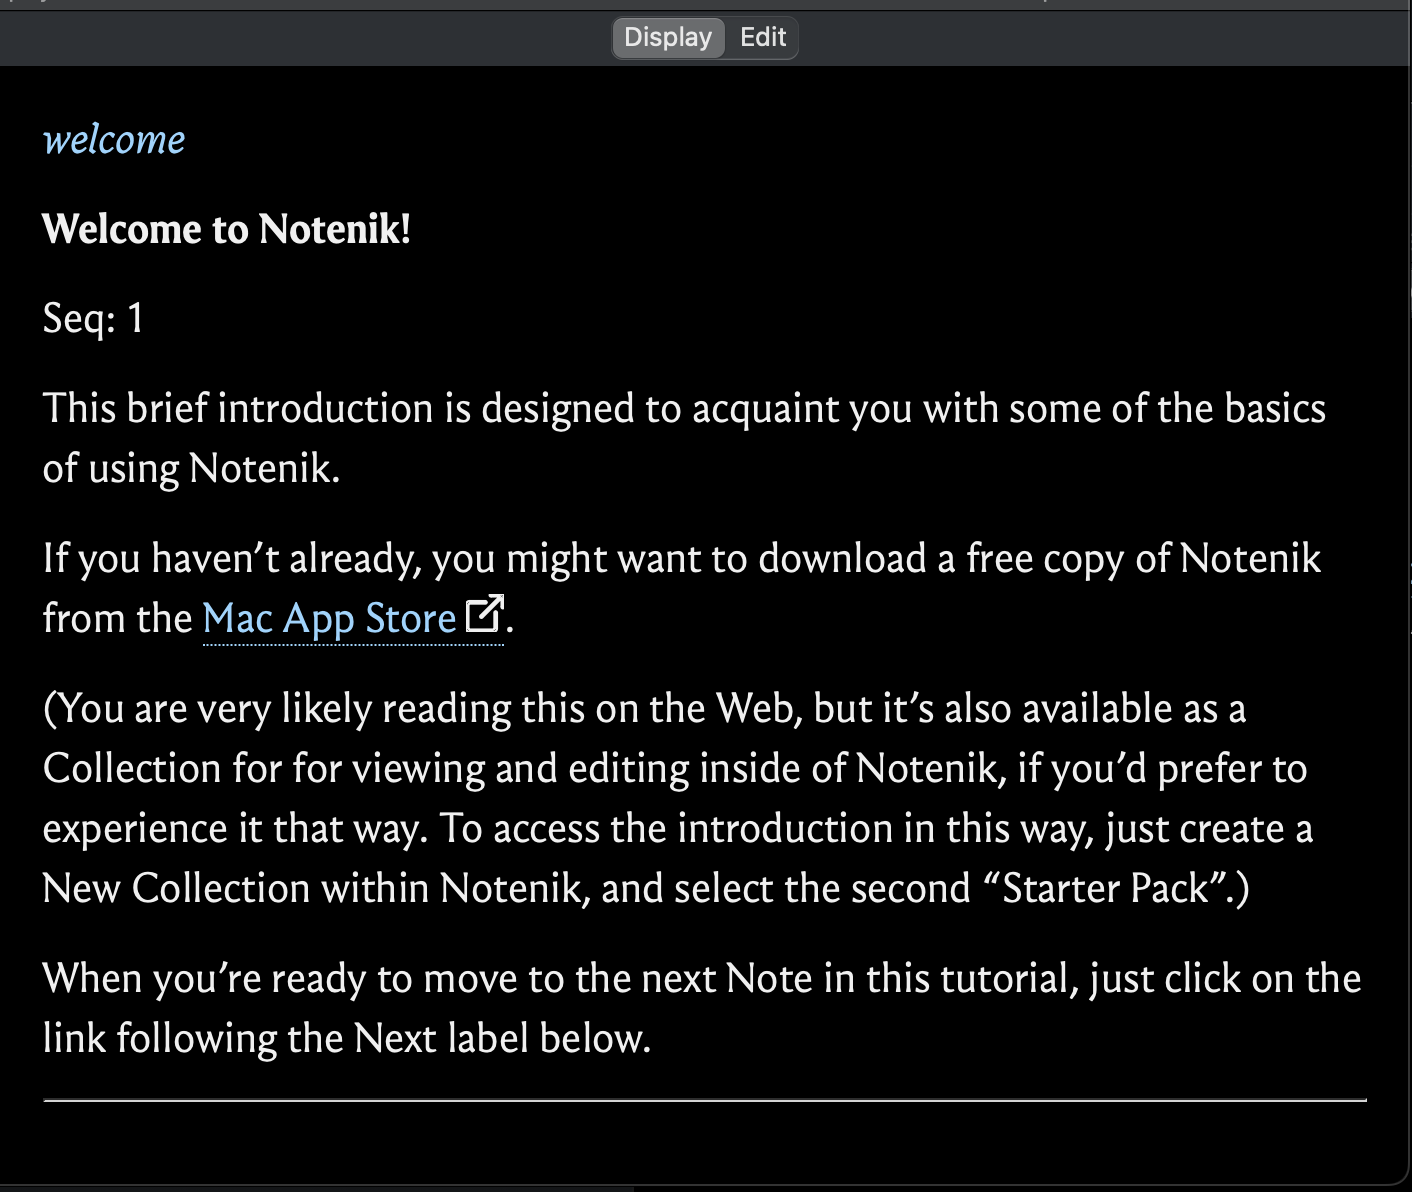 Display Edit
welcome
Welcome to Notenik!
Seq: 1
This brief introduction is designed to acquaint you with some of the basics
of using Notenik.
If you haven’t already, you might want to download a free copy of Notenik
from the Mac App Store.
(You are very likely reading this on the Web, but it’s also available as a
Collection for for viewing and editing inside of Notenik, if you’d prefer to
experience it that way. To access the introduction in this way, just create a
New Collection within Notenik, and select the second “Starter Pack”.)
When you’re ready to move to the next Note in this tutorial, just click on the
link following the Next label below.